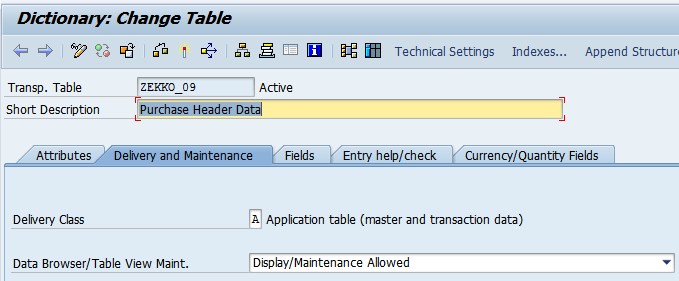 Dictionary: Change Table
Technical Settings Indexes... Append Structure
Transp. Table ZEKKO_09 Active
Short Description Purchase Header Data
Attributes Delivery and Maintenance Fields Entry help/check Currency/Quantity Fields
Delivery Class A Application table (master and transaction data)
Data Browser/Table View Maint. Display/Maintenance Allowed